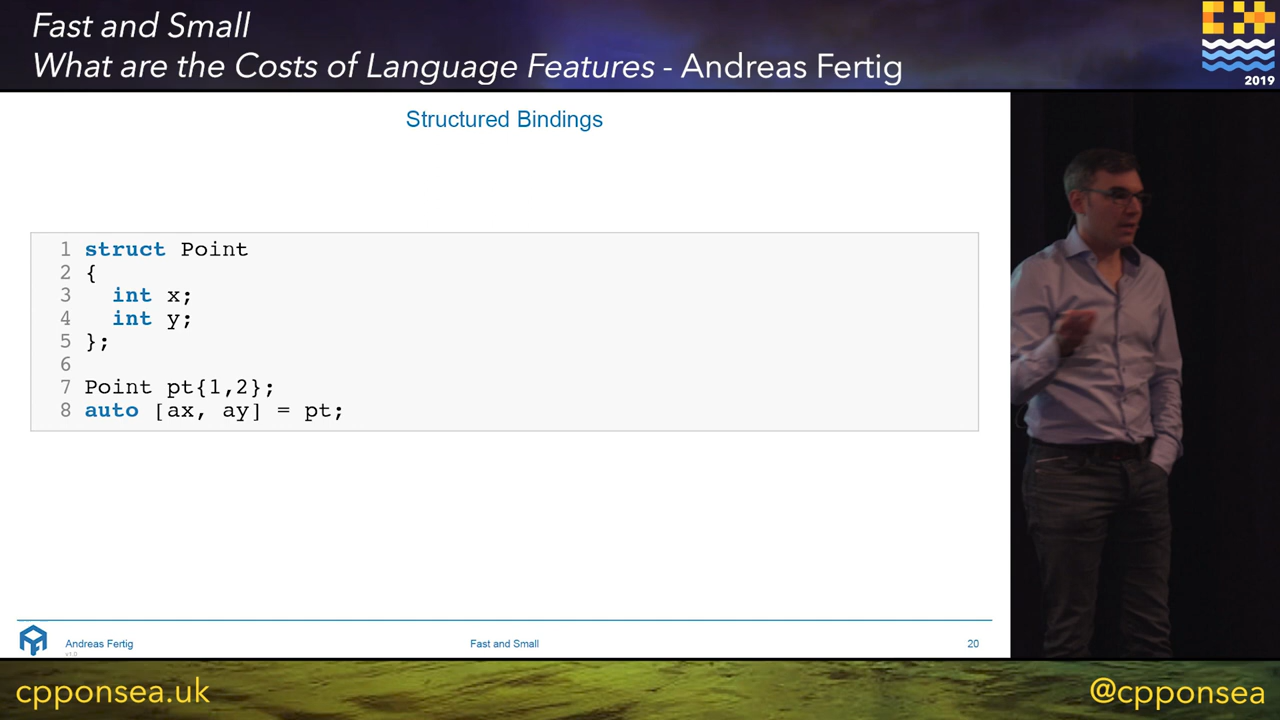 Fast and Small
What are the Costs of Language Features - Andreas Fertig
2019
Structured Bindings
1 struct Point
2 {
3   int x;
4   int y;
5 };
6
7 Point pt{1,2};
8 auto [ax, ay] = pt;
Andreas Fertig
v1.0
Fast and Small
20
cpponsea.uk
@cpponsea